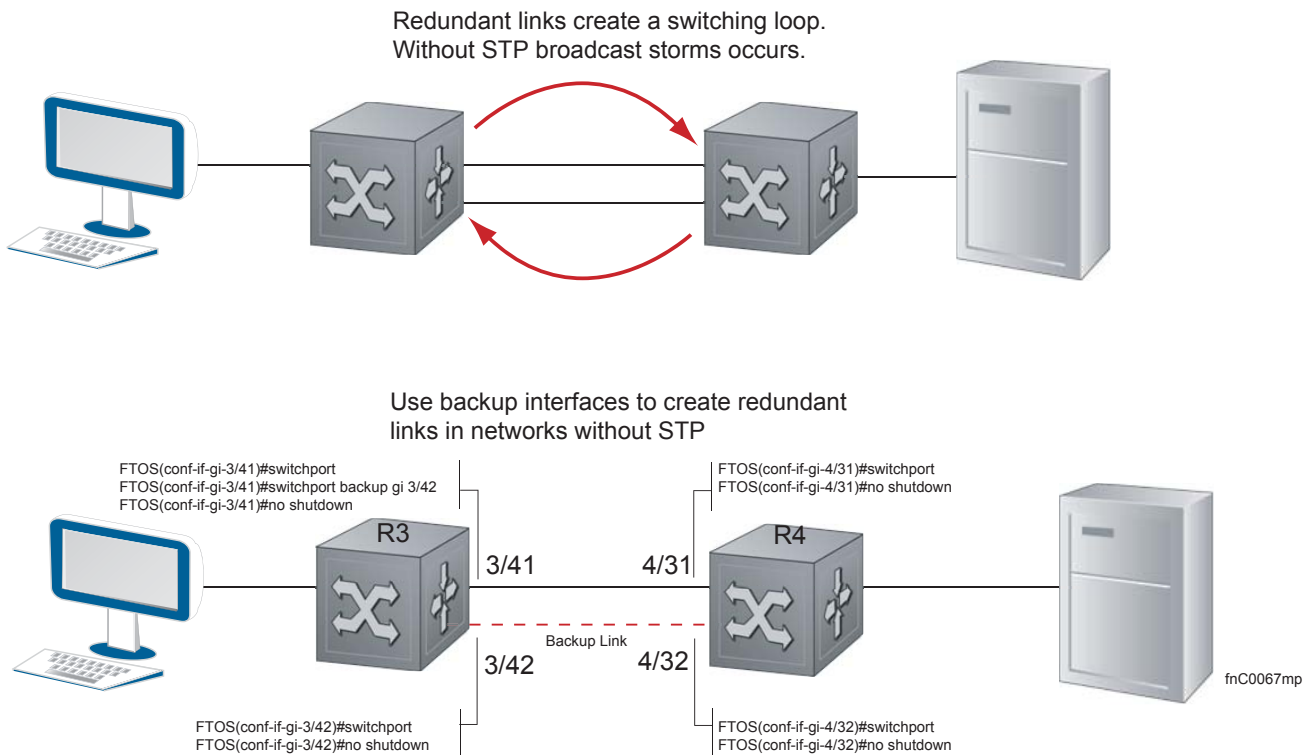 Redundant links create a switching loop.
Without STP broadcast storms occurs.
Use backup interfaces to create redundant
links in networks without STP
FTOS(conf-if-gi-3/41)#switchport
FTOS(conf-if-gi-3/41)#switchport backup gi 3/42
FTOS(conf-if-gi-3/41)#no shutdown
FTOS(conf-if-gi-4/31)#switchport
FTOS(conf-if-gi-4/31)#no shutdown
R3
R4
3/41
4/31
Backup Link
3/42
4/32
fnC0067mp
FTOS(conf-if-gi-3/42)#switchport
FTOS(conf-if-gi-3/42)#no shutdown
FTOS(conf-if-gi-4/32)#switchport
FTOS(conf-if-gi-4/32)#no shutdown